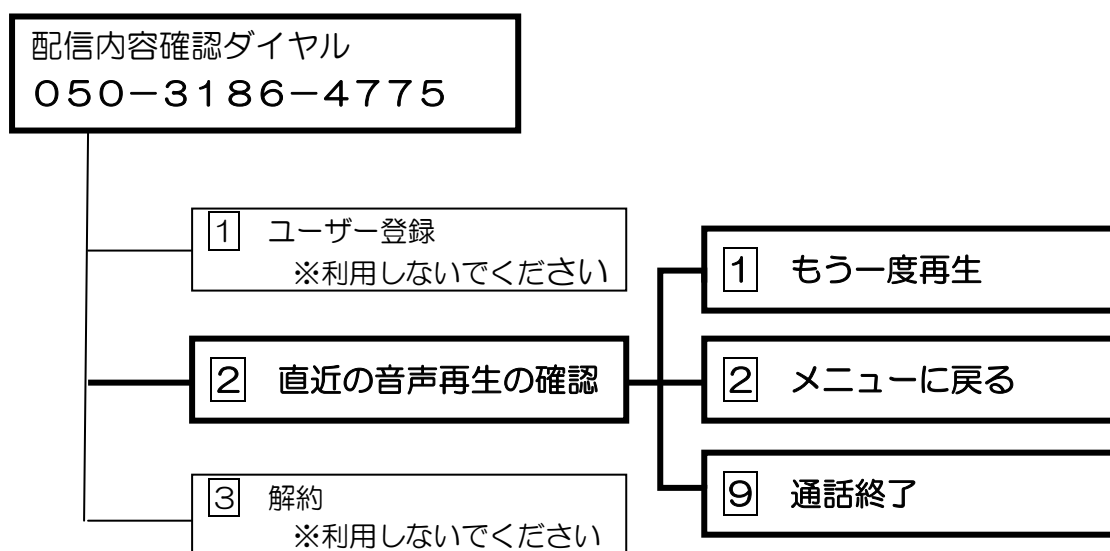 配信内容確認ダイヤル
０５０－３１８６－４７７５
1 ユーザー登録
※利用しないでください
2 直近の音声再生の確認
3 解約
※利用しないでください
1 もう一度再生
2 メニューに戻る
9 通話終了